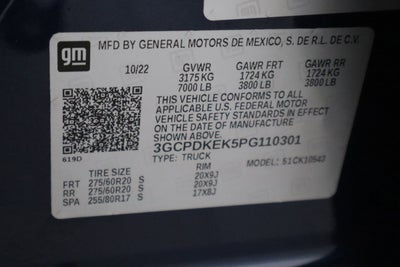 gm
MFD BY GENERAL MOTORS DE MEXICO, S. DE R.L. DE C.V.
10/22 GVWR GAWR FRT GAWR RR
3175 KG 1724 KG 1724 KG
7000 LB 3800 LB 3800 LB
THIS VEHICLE CONFORMS TO ALL
APPLICABLE U.S. FEDERAL MOTOR
VEHICLE SAFETY STANDARDS IN EFFECT
ON THE DATE OF MANUFACTURE SHOWN ABOVE.
3GCPDKEK5PG110301
619D TYPE: TRUCK 51CK10543
TIRE SIZE RIM
FRT 275/60R20 S 20X9J
RR 275/60R20 S 20X9J
SPA 255/80R17 S 17X8J